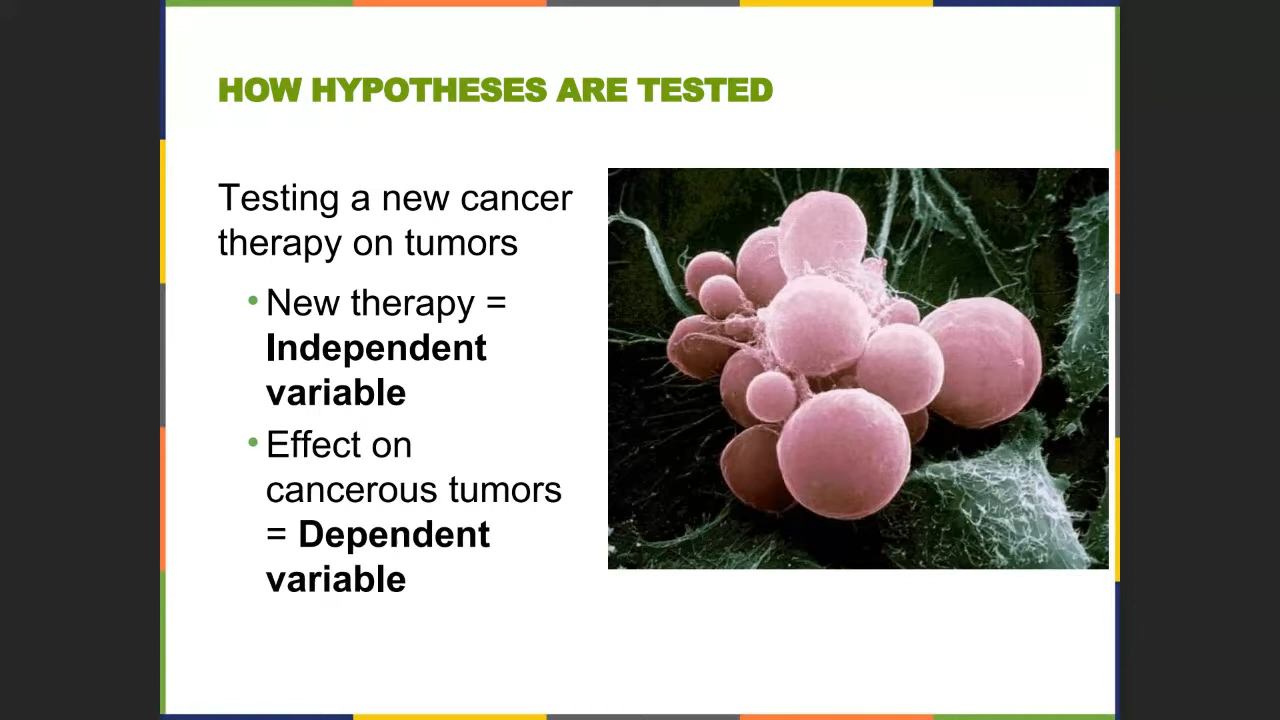 HOW HYPOTHESES ARE TESTED
Testing a new cancer
therapy on tumors
•New therapy =
Independent
variable
•Effect on
cancerous tumors
= Dependent
variable